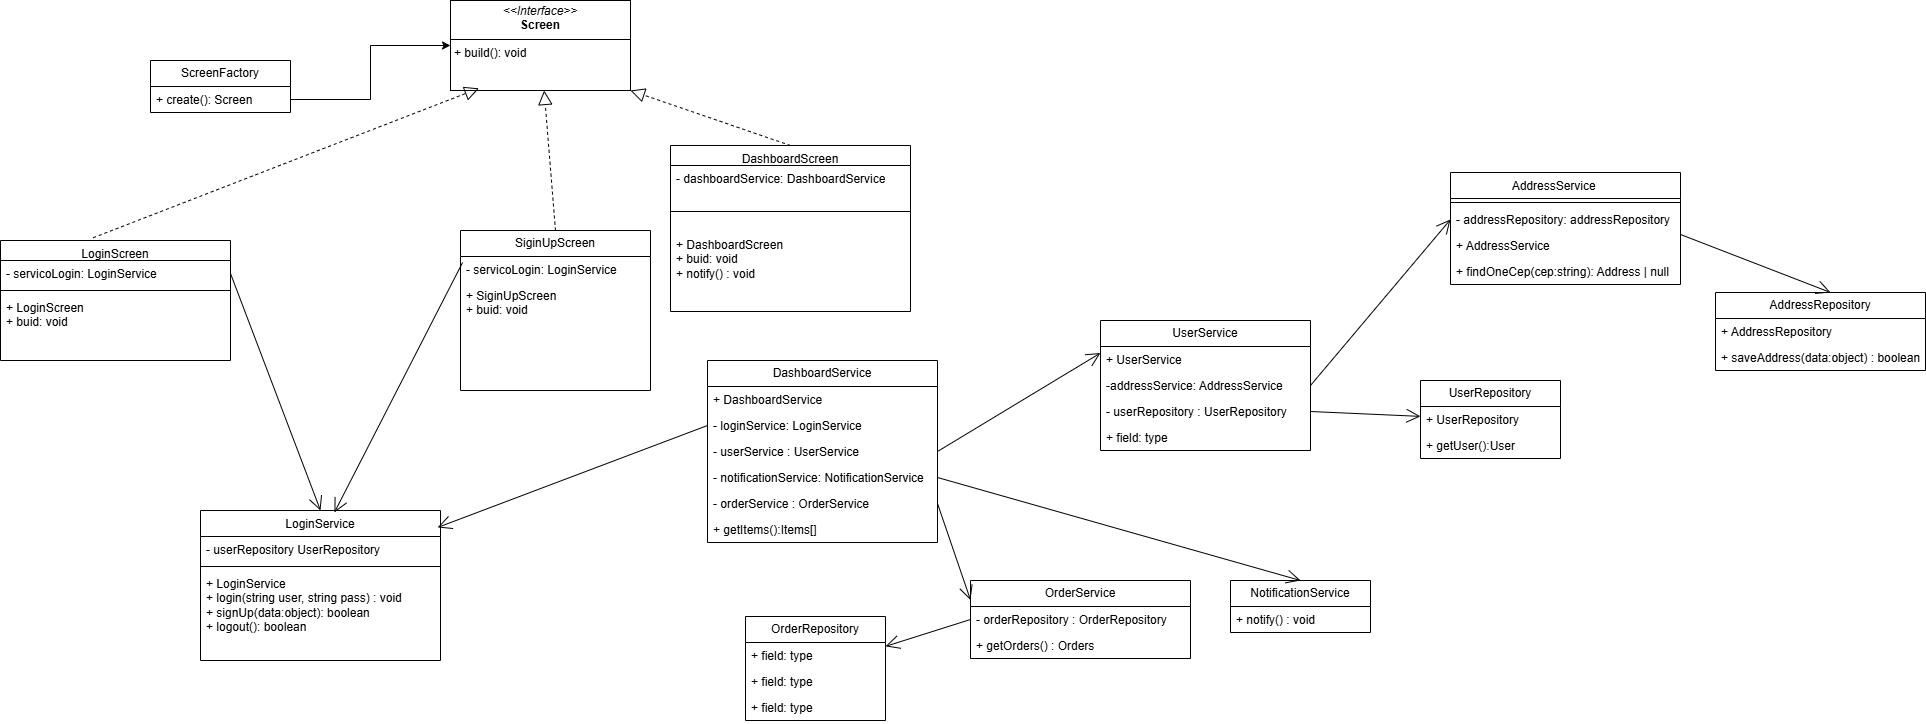 <<Interface>>
Screen
+ build(): void
ScreenFactory
+ create(): Screen
DashboardScreen
- dashboardService: DashboardService
+ DashboardScreen
+ buid: void
+ notify() : void
LoginScreen
- servicoLogin: LoginService
+ LoginScreen
+ buid: void
SiginUpScreen
- servicoLogin: LoginService
+ SiginUpScreen
+ buid: void
AddressService
- addressRepository: addressRepository
+ AddressService
+ findOneCep(cep:string): Address | null
AddressRepository
+ AddressRepository
+ saveAddress(data:object) : boolean
UserService
+ UserService
-addressService: AddressService
- userRepository : UserRepository
+ field: type
UserRepository
+ UserRepository
+ getUser():User
DashboardService
+ DashboardService
- loginService: LoginService
- userService : UserService
- notificationService: NotificationService
- orderService : OrderService
+ getItems():Items[]
LoginService
- userRepository UserRepository
+ LoginService
+ login(string user, string pass) : void
+ signUp(data:object): boolean
+ logout(): boolean
OrderRepository
+ field: type
+ field: type
+ field: type
OrderService
- orderRepository : OrderRepository
+ getOrders() : Orders
NotificationService
+ notify() : void